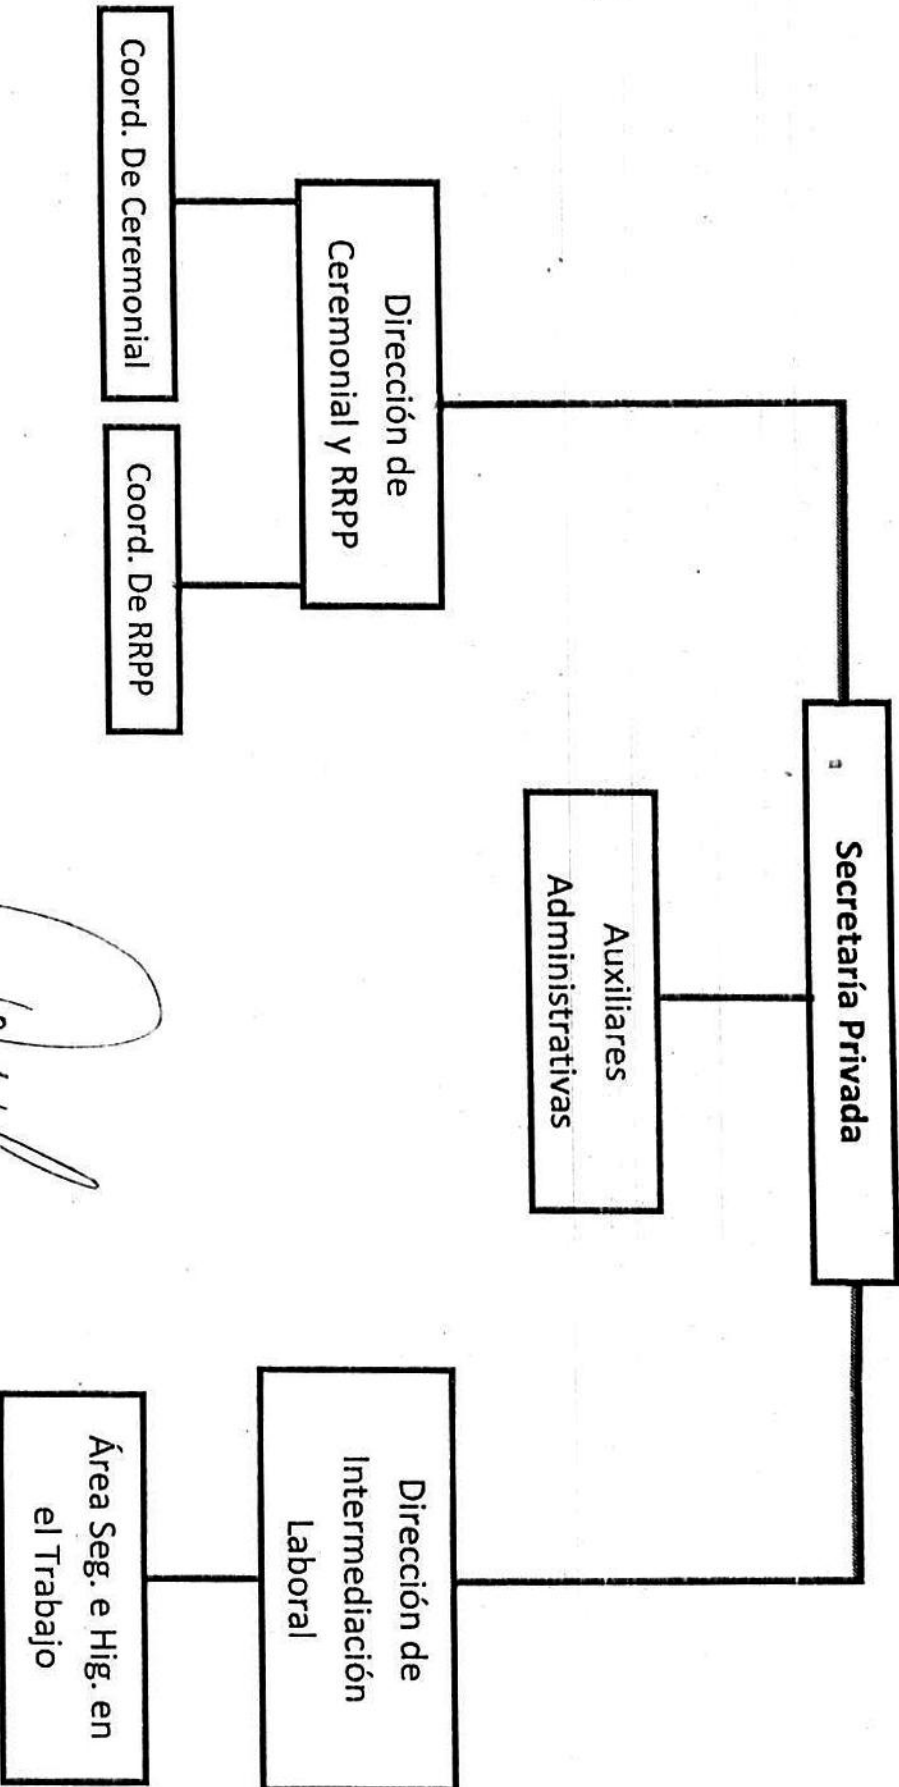 Secretaría Privada
Auxiliares
Administrativas
Dirección de
Ceremonial y RRPP
Coord. De Ceremonial
Coord. De RRPP
Dirección de
Intermediación
Laboral
Área Seg. e Hig. en
el Trabajo